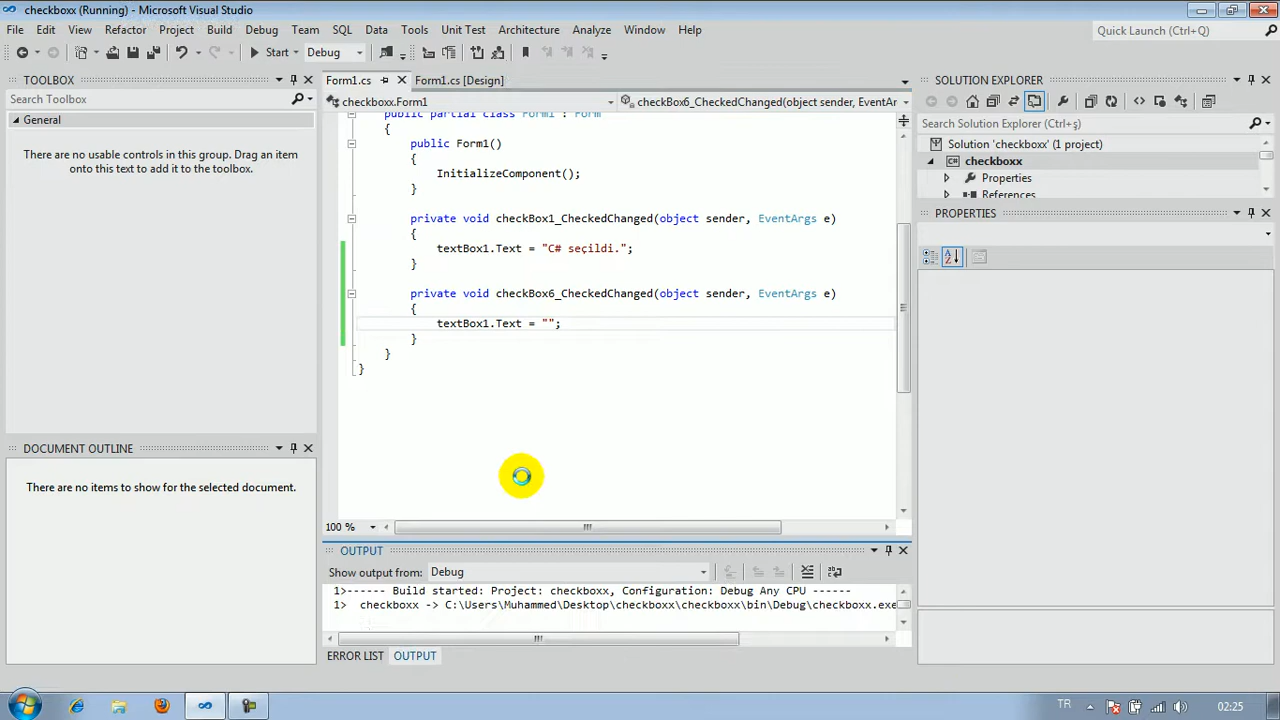 checkboxx (Running) - Microsoft Visual Studio
File Edit View Refactor Project Build Debug Team SQL Data Tools Unit Test Architecture Analyze Window Help
Quick Launch (Ctrl+Q)
Start Debug
TOOLBOX
Search Toolbox
General
There are no usable controls in this group. Drag an item
onto this text to add it to the toolbox.
DOCUMENT OUTLINE
There are no items to show for the selected document.
Form1.cs Form1.cs [Design]
checkboxx.Form1 checkBox6_CheckedChanged(object sender, EventAr
public partial class Form1 : Form
{
public Form1()
{
InitializeComponent();
}
private void checkBox1_CheckedChanged(object sender, EventArgs e)
{
textBox1.Text = "C# seçildi.";
}
private void checkBox6_CheckedChanged(object sender, EventArgs e)
{
textBox1.Text = "";
}
}
}
100 %
OUTPUT
Show output from: Debug
1>------ Build started: Project: checkboxx, Configuration: Debug Any CPU ------
1> checkboxx -> C:\Users\Muhammed\Desktop\checkboxx\checkboxx\bin\Debug\checkboxx.exe
ERROR LIST OUTPUT
SOLUTION EXPLORER
Search Solution Explorer (Ctrl+ş)
Solution 'checkboxx' (1 project)
C# checkboxx
Properties
References
PROPERTIES
TR 02:25